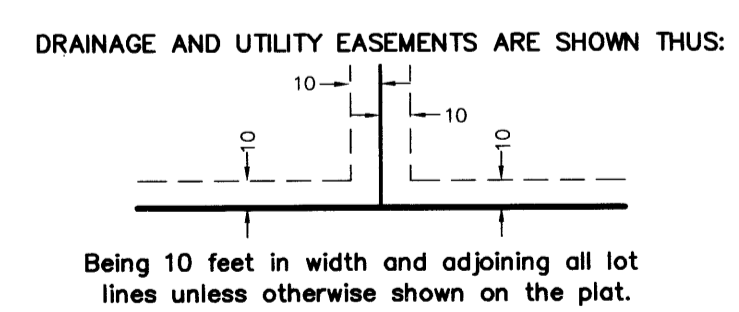 DRAINAGE AND UTILITY EASEMENTS ARE SHOWN THUS:
10
10
10
10
Being 10 feet in width and adjoining all lot
lines unless otherwise shown on the plat.